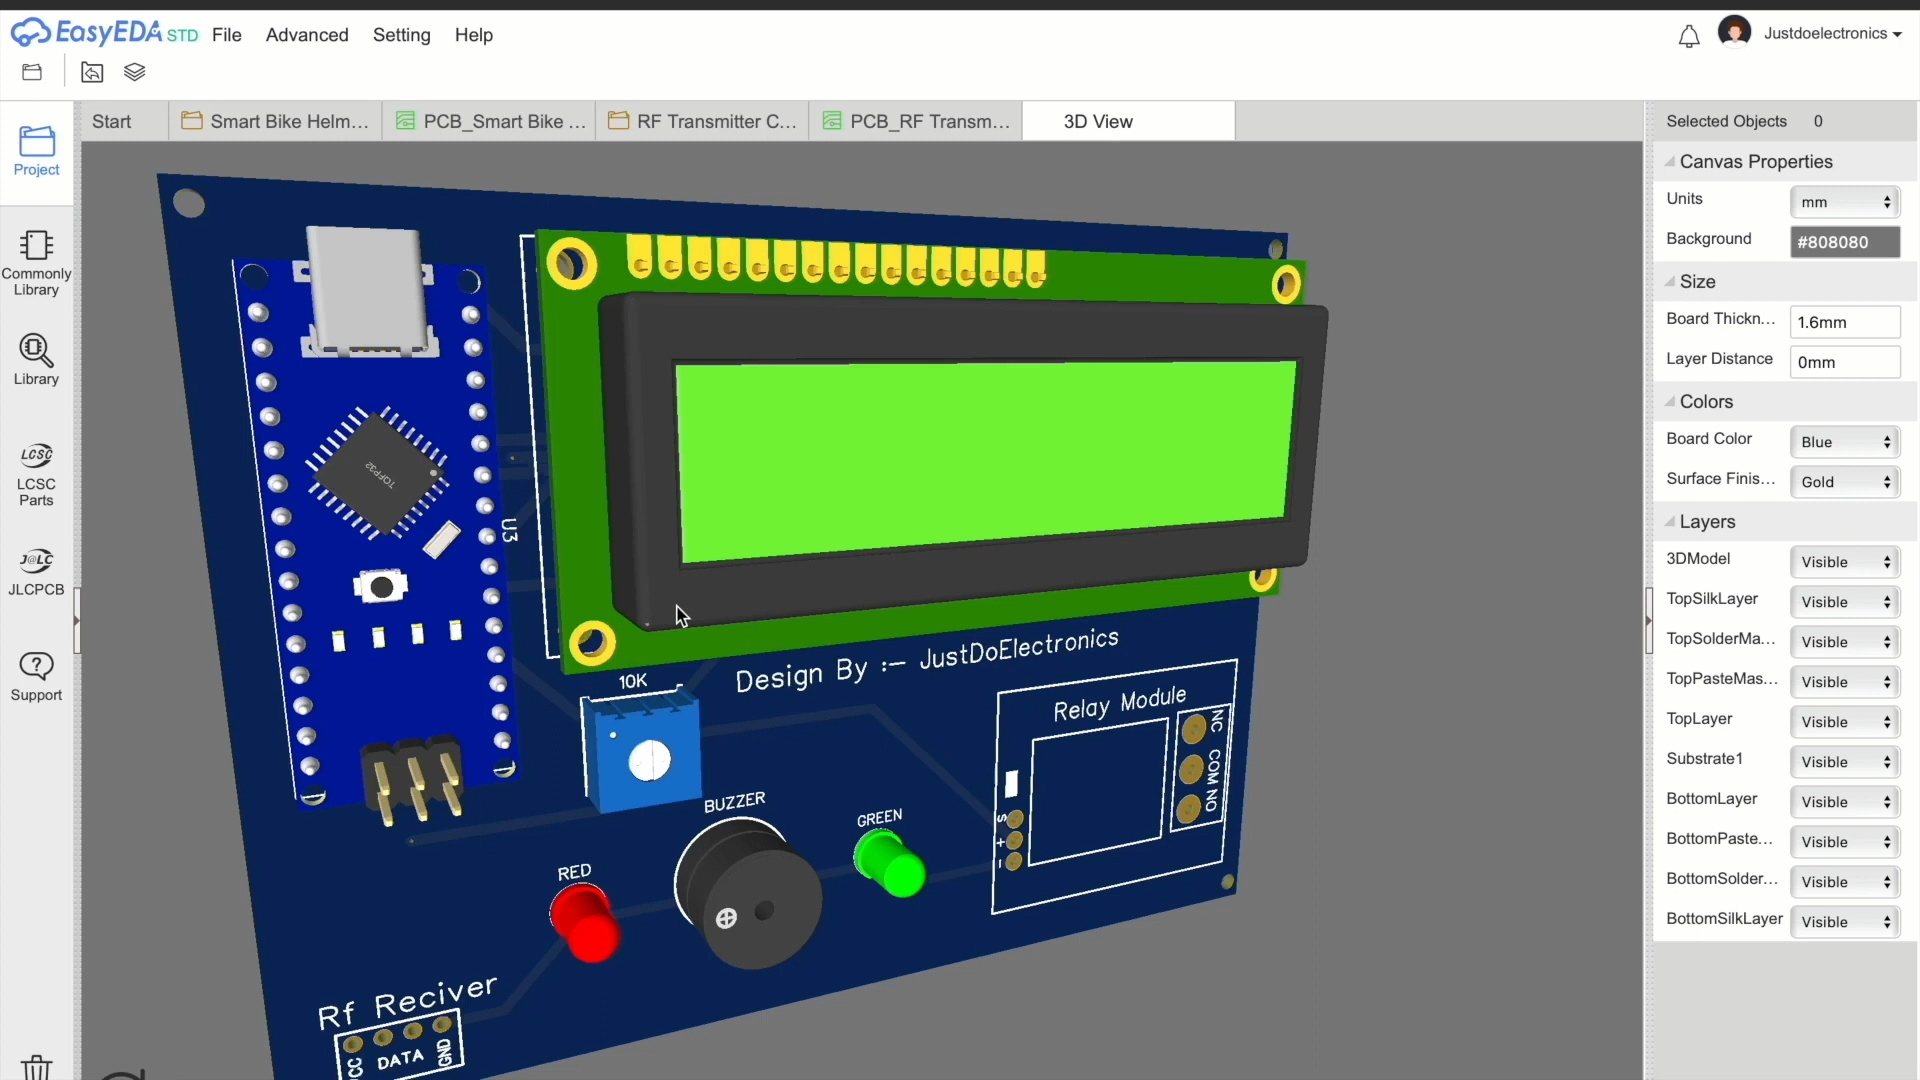 EasyEDA STD File Advanced Setting Help
Justdoelectronics
Start
Smart Bike Helm...
PCB_Smart Bike ...
RF Transmitter C...
PCB_RF Transm...
3D View
Project
Commonly
Library
Library
LCSC
LCSC
Parts
J@LC
JLCPCB
Support
TQFP32
U3
10K
Design By :- JustDoElectronics
Relay Module
NC
COM
NO
S
+
-
BUZZER
GREEN
RED
Rf Reciver
DATA
GND
Selected Objects 0
Canvas Properties
Units mm
Background #808080
Size
Board Thickn... 1.6mm
Layer Distance 0mm
Colors
Board Color Blue
Surface Finis... Gold
Layers
3DModel Visible
TopSilkLayer Visible
TopSolderMa... Visible
TopPasteMas... Visible
TopLayer Visible
Substrate1 Visible
BottomLayer Visible
BottomPaste... Visible
BottomSolder... Visible
BottomSilkLayer Visible